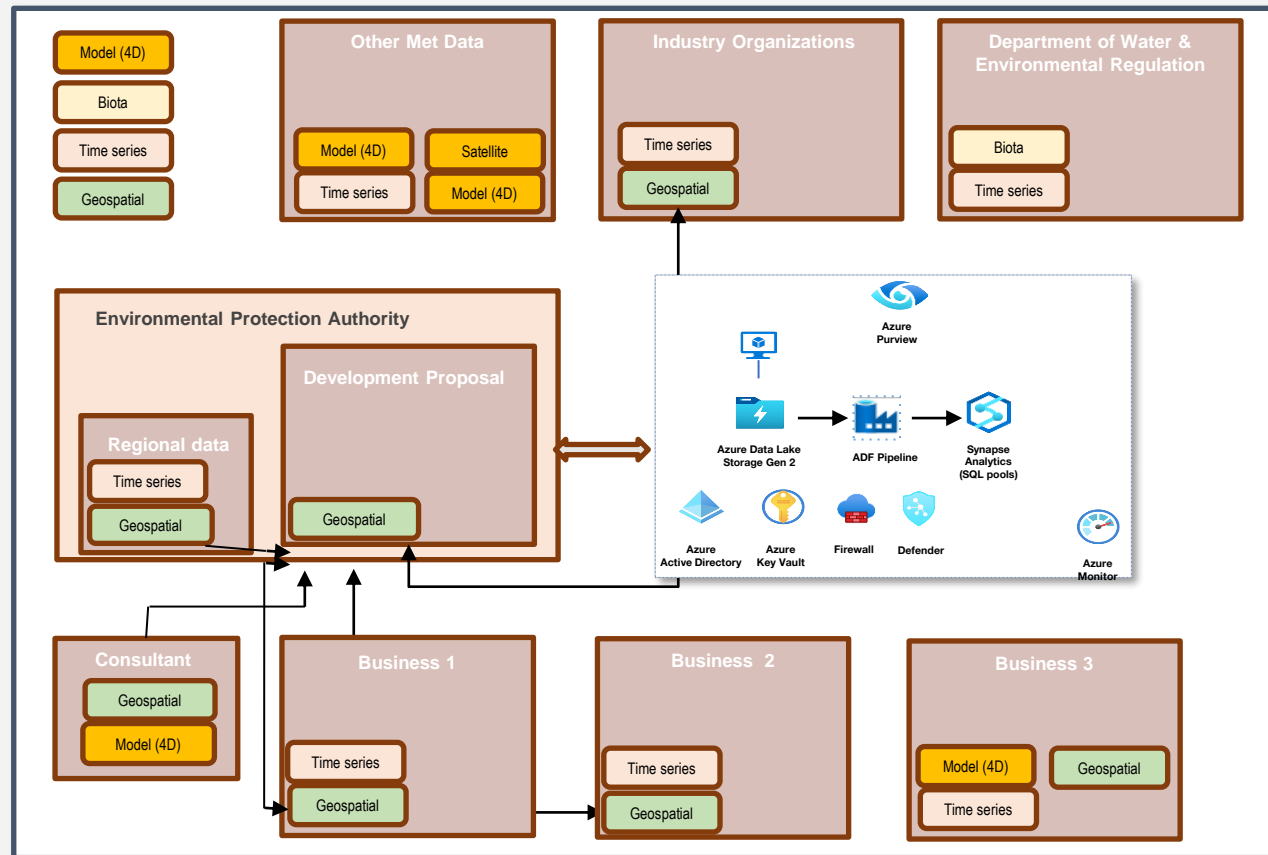 Model (4D)
Biota
Time series
Geospatial
Other Met Data
Model (4D)
Satellite
Time series
Model (4D)
Industry Organizations
Time series
Geospatial
Department of Water &
Environmental Regulation
Biota
Time series
Environmental Protection Authority
Regional data
Time series
Geospatial
Development Proposal
Geospatial
Azure
Purview
Azure Data Lake
Storage Gen 2
ADF Pipeline
Synapse
Analytics
(SQL pools)
Azure
Active Directory
Azure
Key Vault
Firewall
Defender
Azure
Monitor
Consultant
Geospatial
Model (4D)
Business 1
Time series
Geospatial
Business 2
Time series
Geospatial
Business 3
Model (4D)
Geospatial
Time series